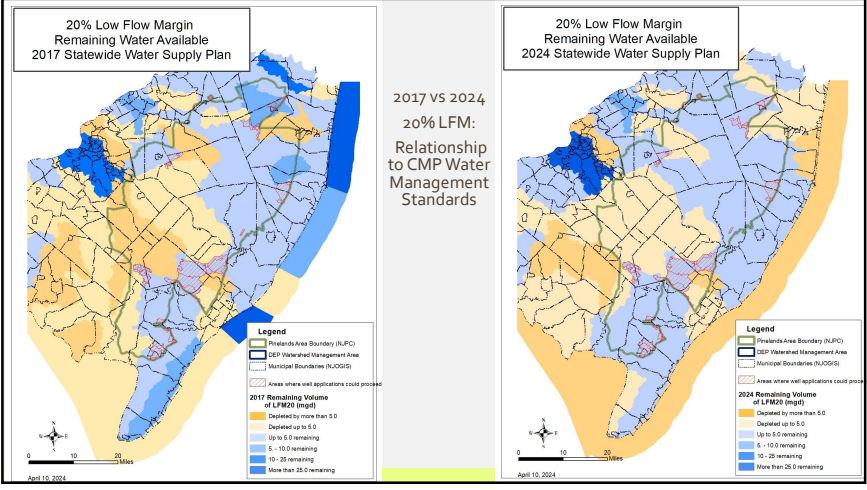 20% Low Flow Margin
Remaining Water Available
2017 Statewide Water Supply Plan
Legend
Pinelands Area Boundary (NJPC)
DEP Watershed Management Area
Municipal Boundaries (NJOGIS)
Areas where well applications could proceed
2017 Remaining Volume
of LFM20 (mgd)
Depleted by more than 5.0
Depleted up to 5.0
Up to 5.0 remaining
5. - 10.0 remaining
10 - 25 remaining
More than 25.0 remaining
N
W E
S
0 10 20
Miles
April 10, 2024
2017 vs 2024
20% LFM:
Relationship
to CMP Water
Management
Standards
20% Low Flow Margin
Remaining Water Available
2024 Statewide Water Supply Plan
Legend
Pinelands Area Boundary (NJPC)
DEP Watershed Management Area
Municipal Boundaries (NJOGIS)
Areas where well applications could proce
2024 Remaining Volume
of LFM20 (mgd)
Depleted by more than 5.0
Depleted up to 5.0
Up to 5.0 remaining
5. - 10.0 remaining
10 - 25 remaining
More than 25.0 remaining
N
W E
S
0 10 20
Miles
April 10, 2024